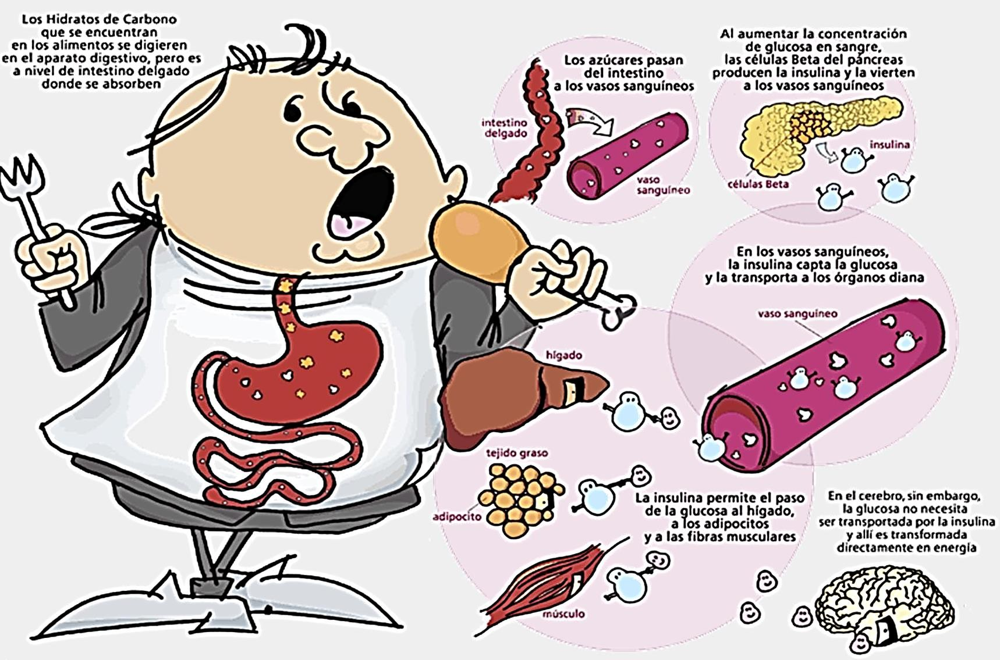 Los Hidratos de Carbono
que se encuentran
en los alimentos se digieren
en el aparato digestivo, pero es
a nivel de intestino delgado
donde se absorben
Los azúcares pasan
del intestino
a los vasos sanguíneos
intestino
delgado
vaso
sanguíneo
Al aumentar la concentración
de glucosa en sangre,
las células Beta del páncreas
producen la insulina y la vierten
a los vasos sanguíneos
insulina
células Beta
En los vasos sanguíneos,
la insulina capta la glucosa
y la transporta a los órganos diana
vaso sanguíneo
hígado
tejido graso
adipocito
La insulina permite el paso
de la glucosa al hígado,
a los adipocitos
y a las fibras musculares
músculo
En el cerebro, sin embargo,
la glucosa no necesita
ser transportada por la insulina
y allí es transformada
directamente en energía